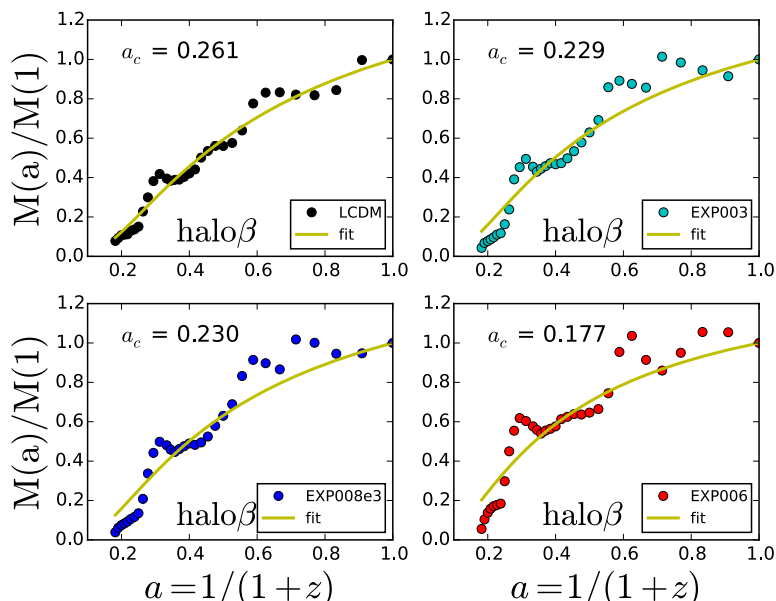 M(a)/M(1)
1.2
1.0
0.8
0.6
0.4
0.2
0.0
a_c = 0.261
haloβ
LCDM
fit
0.2 0.4 0.6 0.8 1.0
1.2
1.0
0.8
0.6
0.4
0.2
0.0
a_c = 0.229
haloβ
EXP003
fit
0.2 0.4 0.6 0.8 1.0
M(a)/M(1)
1.2
1.0
0.8
0.6
0.4
0.2
0.0
a_c = 0.230
haloβ
EXP008e3
fit
0.2 0.4 0.6 0.8 1.0
a=1/(1+z)
1.2
1.0
0.8
0.6
0.4
0.2
0.0
a_c = 0.177
haloβ
EXP006
fit
0.2 0.4 0.6 0.8 1.0
a=1/(1+z)